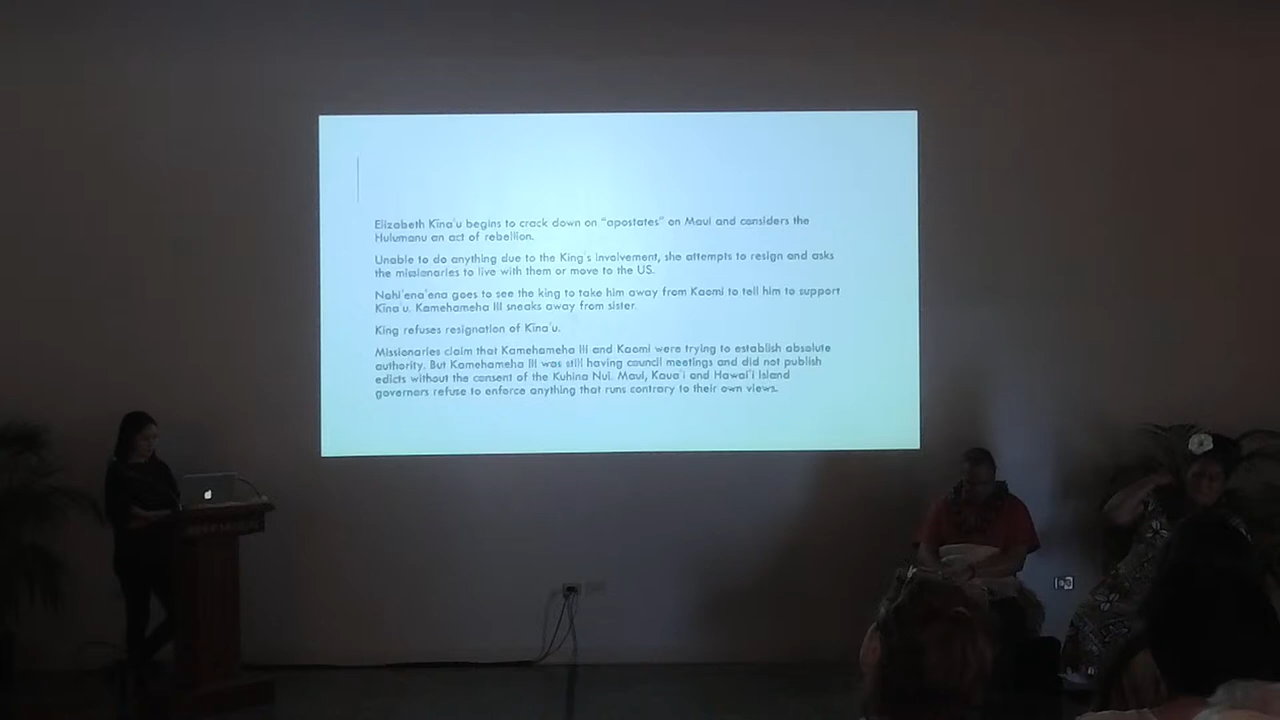 Elizabeth Kīna'u begins to crack down on "apostates" on Maui and considers the
Hulumanu an act of rebellion.
Unable to do anything due to the King's involvement, she attempts to resign and asks
the missionaries to live with them or move to the US.
Nahi'ena'ena goes to see the king to take him away from Kaomi to tell him to support
Kīna'u. Kamehameha III sneaks away from sister.
King refuses resignation of Kīna'u.
Missionaries claim that Kamehameha III and Kaomi were trying to establish absolute
authority. But Kamehameha III was still having council meetings and did not publish
edicts without the consent of the Kuhina Nui. Maui, Kaua'i and Hawai'i Island
governors refuse to enforce anything that runs contrary to their own views.